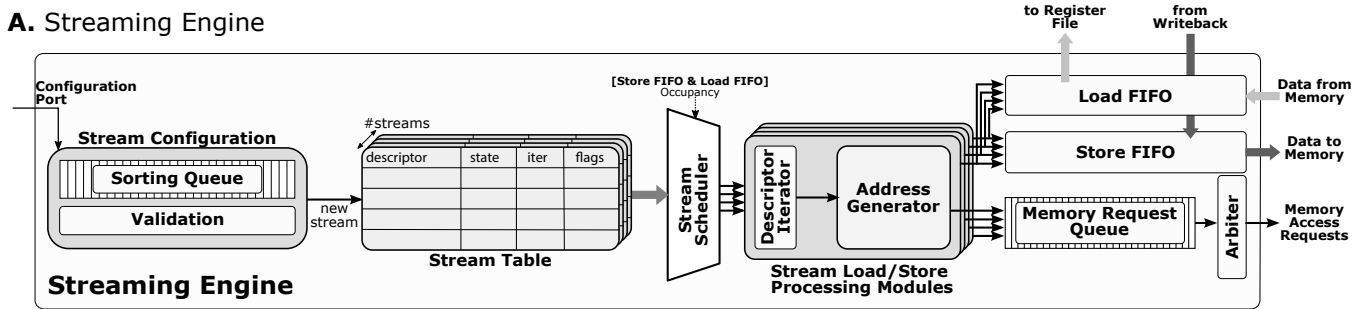 A. Streaming Engine
to Register
File
from
Writeback
Configuration
Port
[Store FIFO & Load FIFO]
Occupancy
Load FIFO
Data from
Memory
Stream Configuration
#streams
Sorting Queue
Validation
new
stream
descriptor state iter flags
Stream Table
Stream
Scheduler
Descriptor
Iterator
Address
Generator
Stream Load/Store
Processing Modules
Store FIFO
Data to
Memory
Memory Request
Queue
Arbiter
Memory
Access
Requests
Streaming Engine